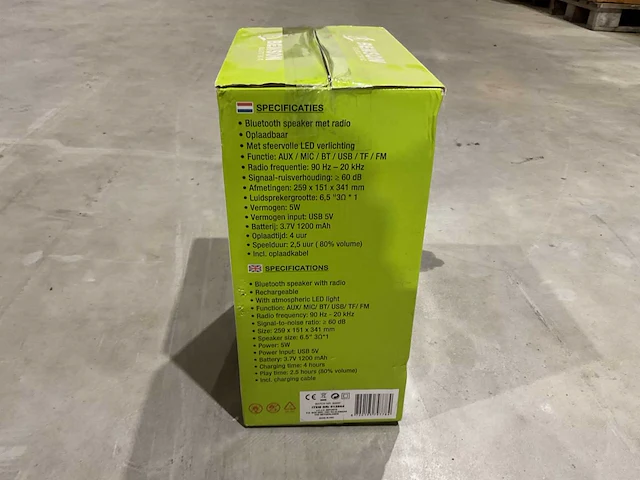 SPECIFICATIES
• Bluetooth speaker met radio
• Oplaadbaar
• Met sfeervolle LED verlichting
• Functie: AUX / MIC / BT / USB / TF / FM
• Radio frequentie: 90 Hz – 20 kHz
• Signaal-ruisverhouding: ≥ 60 dB
• Afmetingen: 259 x 151 x 341 mm
• Luidsprekergrootte: 6,5 "3Ω * 1
• Vermogen: 5W
• Vermogen input: USB 5V
• Batterij: 3.7V 1200 mAh
• Oplaadtijd: 4 uur
• Speelduur: 2,5 uur ( 80% volume)
• Incl. oplaadkabel
SPECIFICATIONS
• Bluetooth speaker with radio
• Rechargeable
• With atmospheric LED light
• Function: AUX/ MIC/ BT/ USB/ TF/ FM
• Radio frequency: 90 Hz - 20 kHz
• Signal-to-noise ratio: ≥ 60 dB
• Size: 259 x 151 x 341 mm
• Speaker size: 6.5" 3Ω*1
• Power: 5W
• Power Input: USB 5V
• Battery: 3.7V 1200 mAh
• Charging time: 4 hours
• Play time: 2.5 hours (80% volume)
• Incl. charging cable
CE